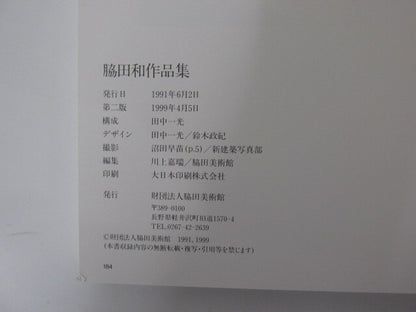 脇田和作品集
発行日 1991年6月2日
第二版 1999年4月5日
構成 田中一光
デザイン 田中一光／鈴木政紀
撮影 沼田早苗(p.5)／新建築写真部
編集 川上嘉瑞／脇田美術館
印刷 大日本印刷株式会社
発行 財団法人脇田美術館
〒389-0100
長野県軽井沢町旧道1570-4
TEL.0267-42-2639
©財団法人脇田美術館 1991, 1999
(本書収録内容の無断転載・複写・引用等を禁じます)
184